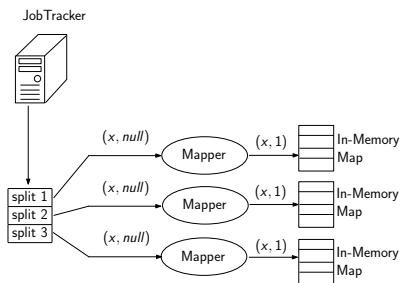 JobTracker
(x, null)
Mapper
(x, 1)
In-Memory
Map
split 1
split 2
split 3
(x, null)
Mapper
(x, 1)
In-Memory
Map
(x, null)
Mapper
(x, 1)
In-Memory
Map